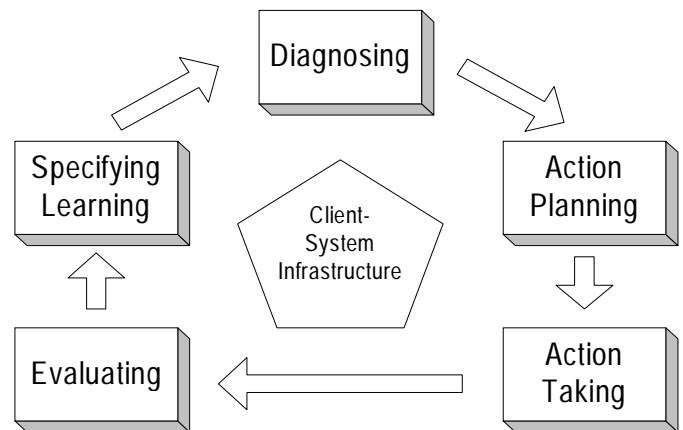 Diagnosing
Action
Planning
Action
Taking
Evaluating
Specifying
Learning
Client-
System
Infrastructure